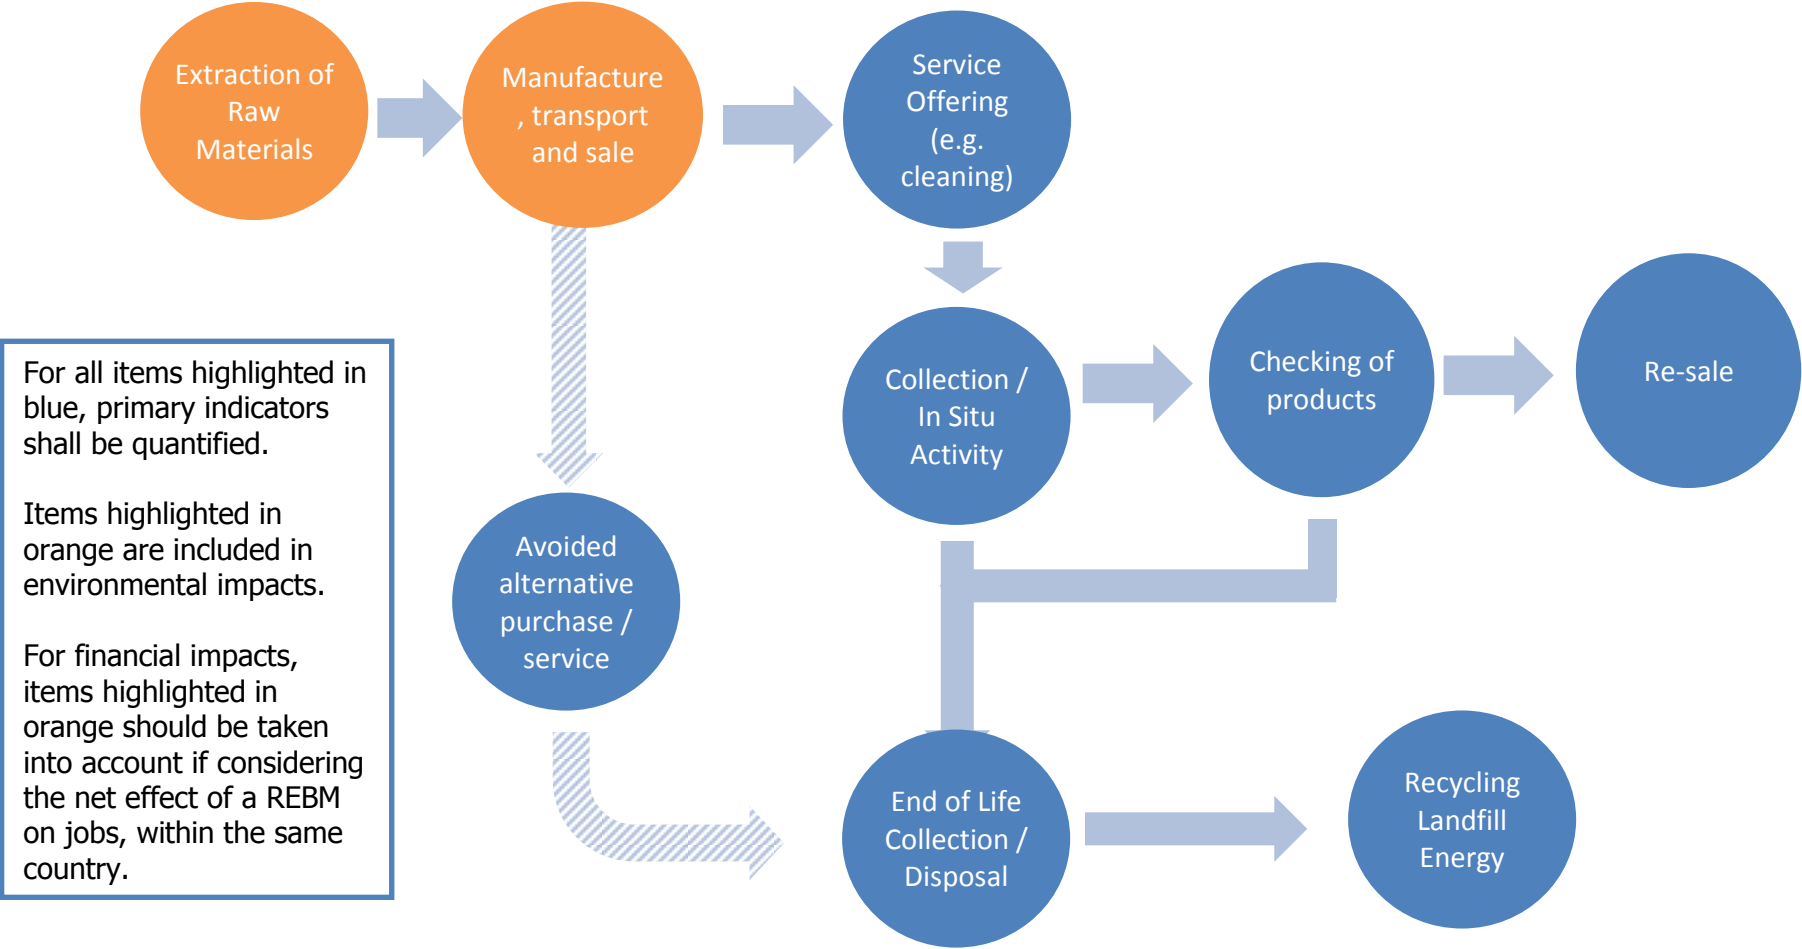 Extraction of
Raw
Materials
Manufacture
, transport
and sale
Service
Offering
(e.g.
cleaning)
Collection /
In Situ
Activity
Checking of
products
Re-sale
For all items highlighted in
blue, primary indicators
shall be quantified.
Items highlighted in
orange are included in
environmental impacts.
For financial impacts,
items highlighted in
orange should be taken
into account if considering
the net effect of a REBM
on jobs, within the same
country.
Avoided
alternative
purchase /
service
End of Life
Collection /
Disposal
Recycling
Landfill
Energy